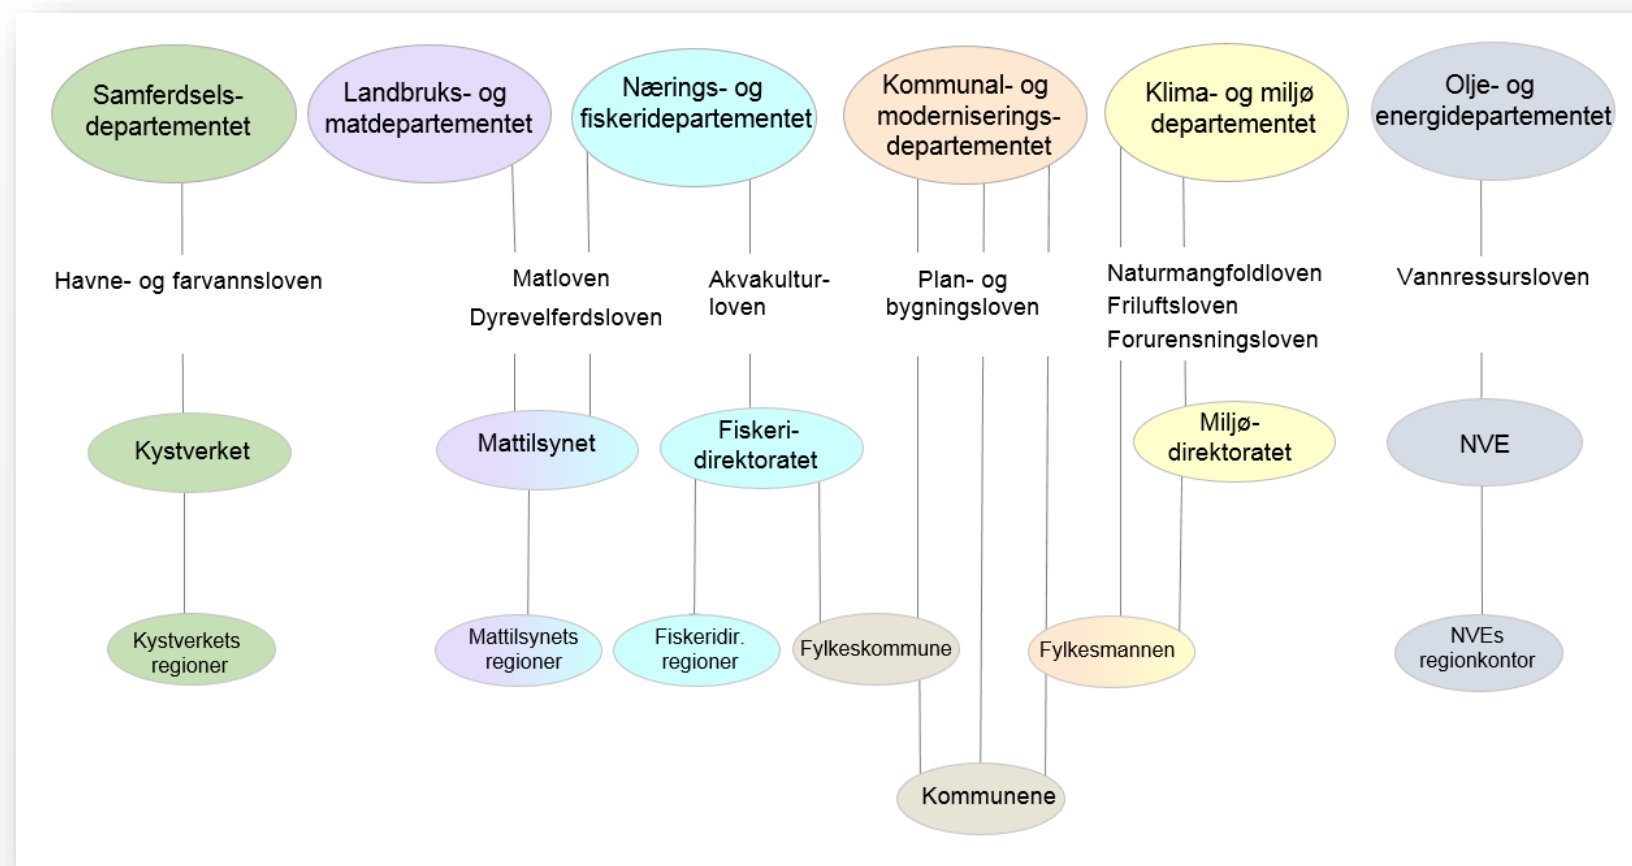 Samferdsels-
departementet
Landbruks- og
matdepartementet
Nærings- og
fiskeridepartementet
Kommunal- og
moderniserings-
departementet
Klima- og miljø
departementet
Olje- og
energidepartementet
Havne- og farvannsloven
Matloven
Dyrevelferdsloven
Akvakultur-
loven
Plan- og
bygningsloven
Naturmangfoldloven
Friluftsloven
Forurensningsloven
Vannressursloven
Kystverket
Mattilsynet
Fiskeri-
direktoratet
Miljø-
direktoratet
NVE
Kystverkets
regioner
Mattilsynets
regioner
Fiskeridir.
regioner
Fylkeskommune
Fylkesmannen
NVEs
regionkontor
Kommunene